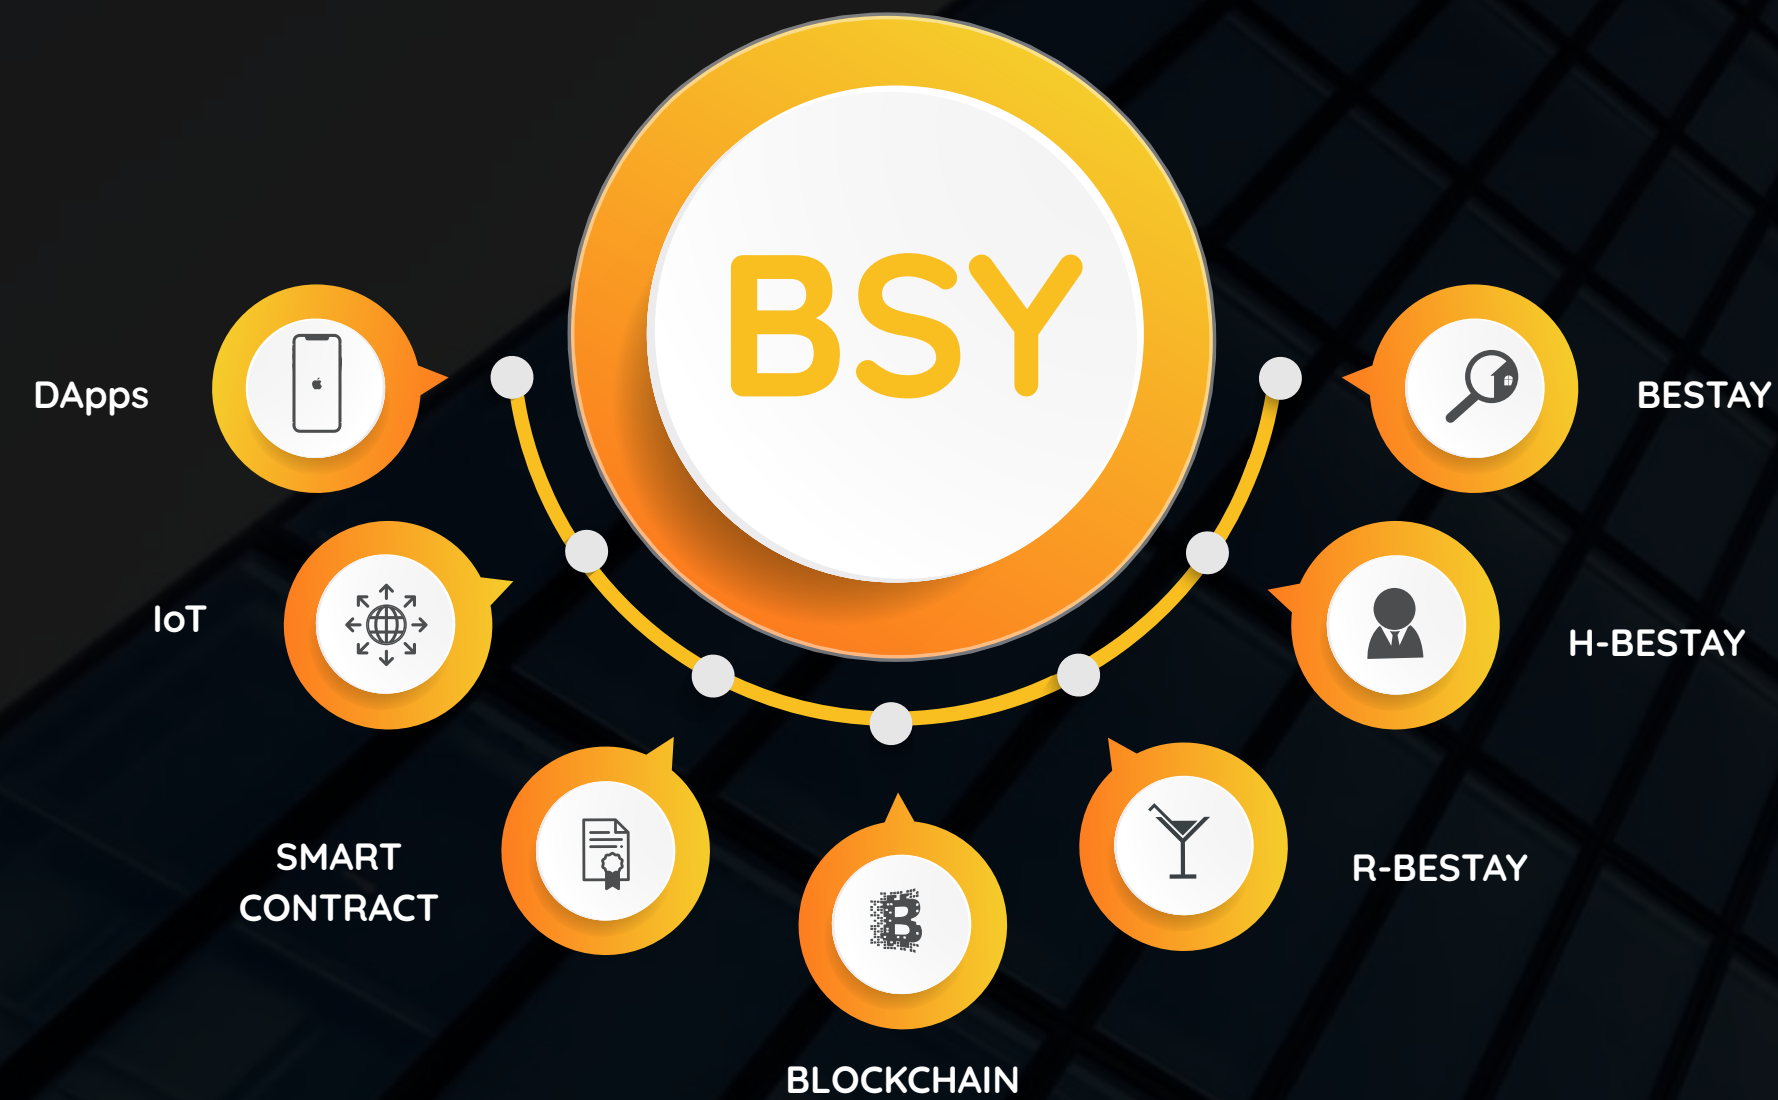 BSY
DApps
BESTAY
IoT
H-BESTAY
SMART
CONTRACT
R-BESTAY
BLOCKCHAIN